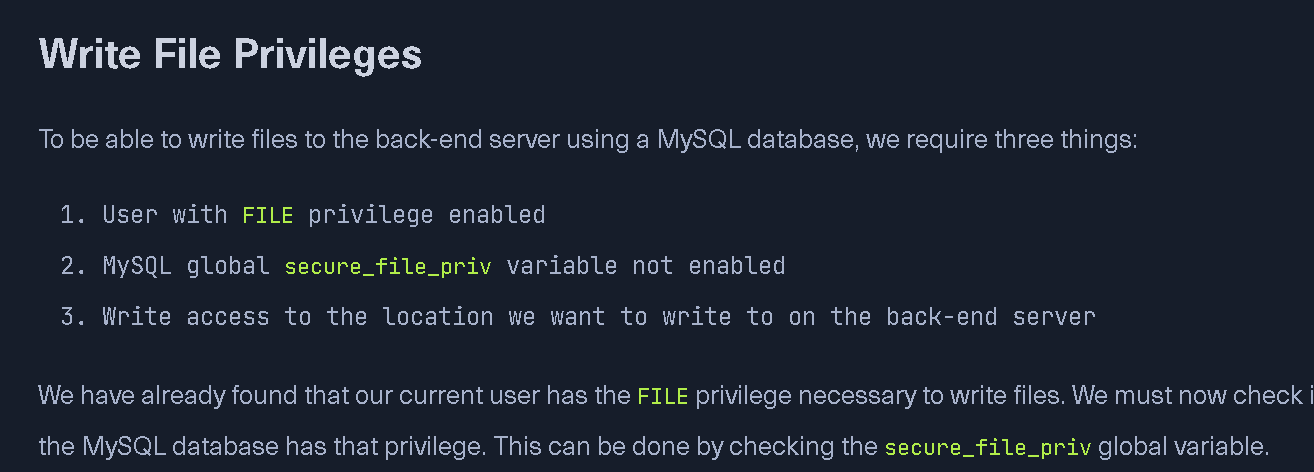 Write File Privileges
To be able to write files to the back-end server using a MySQL database, we require three things:
1. User with FILE privilege enabled
2. MySQL global secure_file_priv variable not enabled
3. Write access to the location we want to write to on the back-end server
We have already found that our current user has the FILE privilege necessary to write files. We must now check
the MySQL database has that privilege. This can be done by checking the secure_file_priv global variable.